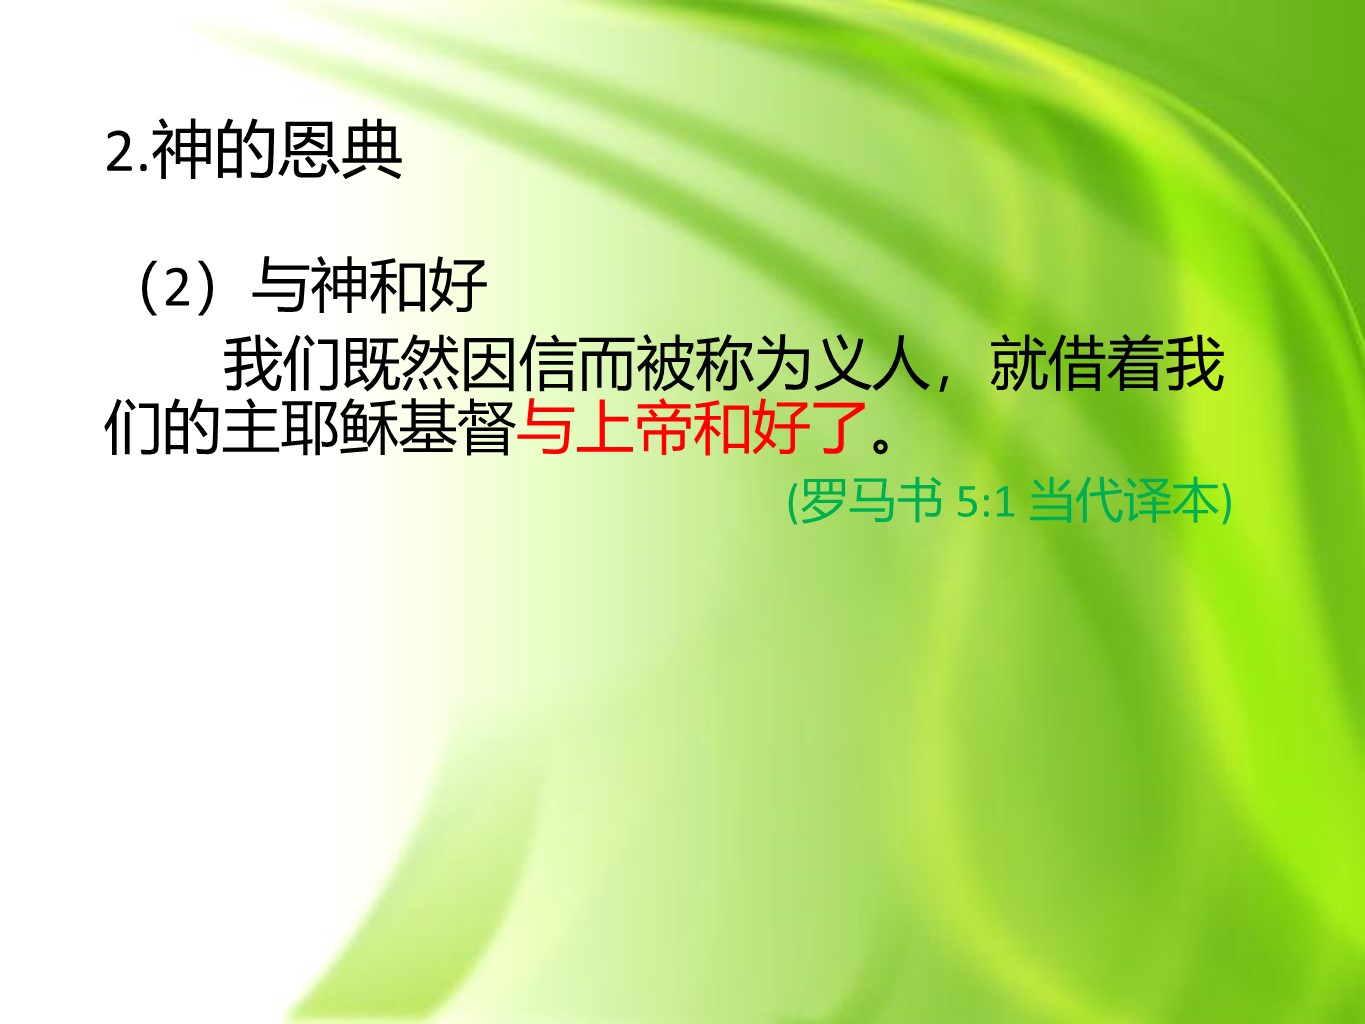 2.神的恩典
（2）与神和好
我们既然因信而被称为义人，就借着我
们的主耶稣基督与上帝和好了。
(罗马书 5:1 当代译本)